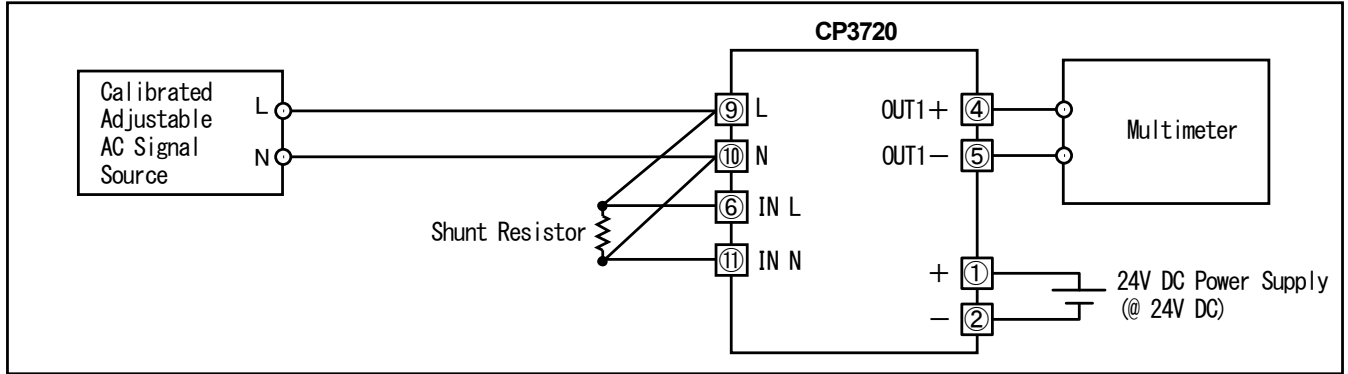 CP3720
Calibrated
Adjustable
AC Signal
Source
L
N
⑨ L
⑩ N
⑥ IN L
⑪ IN N
Shunt Resistor
OUT1+ ④
OUT1− ⑤
+ ①
− ②
Multimeter
24V DC Power Supply
(@ 24V DC)